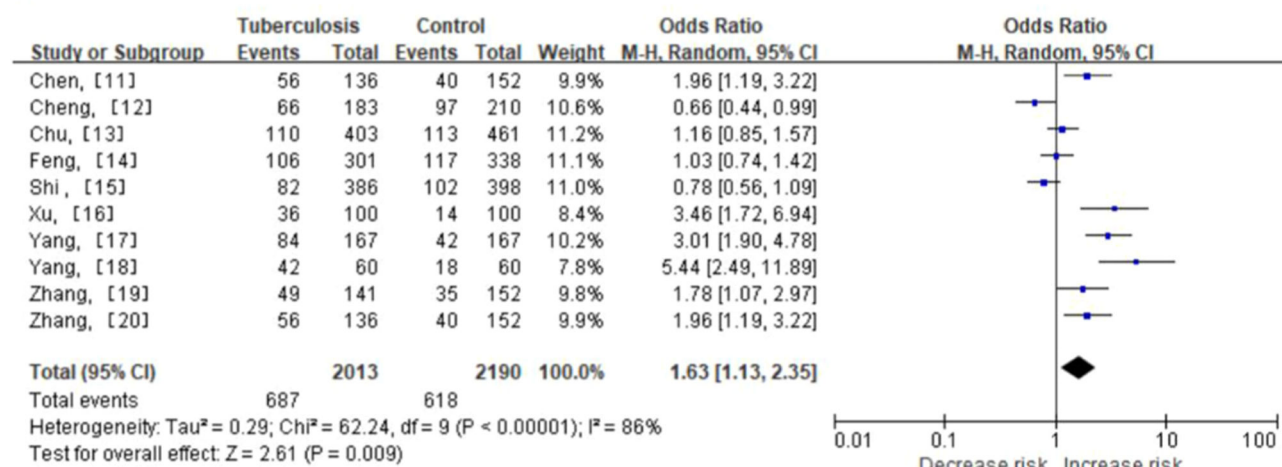 Tuberculosis Control Odds Ratio Odds Ratio
Study or Subgroup Events Total Events Total Weight M-H, Random, 95% CI M-H, Random, 95% CI
Chen, [11] 56 136 40 152 9.9% 1.96 [1.19, 3.22]
Cheng, [12] 66 183 97 210 10.6% 0.66 [0.44, 0.99]
Chu, [13] 110 403 113 461 11.2% 1.16 [0.85, 1.57]
Feng, [14] 106 301 117 338 11.1% 1.03 [0.74, 1.42]
Shi, [15] 82 386 102 398 11.0% 0.78 [0.56, 1.09]
Xu, [16] 36 100 14 100 8.4% 3.46 [1.72, 6.94]
Yang, [17] 84 167 42 167 10.2% 3.01 [1.90, 4.78]
Yang, [18] 42 60 18 60 7.8% 5.44 [2.49, 11.89]
Zhang, [19] 49 141 35 152 9.8% 1.78 [1.07, 2.97]
Zhang, [20] 56 136 40 152 9.9% 1.96 [1.19, 3.22]
Total (95% CI) 2013 2190 100.0% 1.63 [1.13, 2.35]
Total events 687 618
Heterogeneity: Tau² = 0.29; Chi² = 62.24, df = 9 (P < 0.00001); I² = 86%
Test for overall effect: Z = 2.61 (P = 0.009)
0.01 0.1 1 10 100
Decrease risk Increase risk